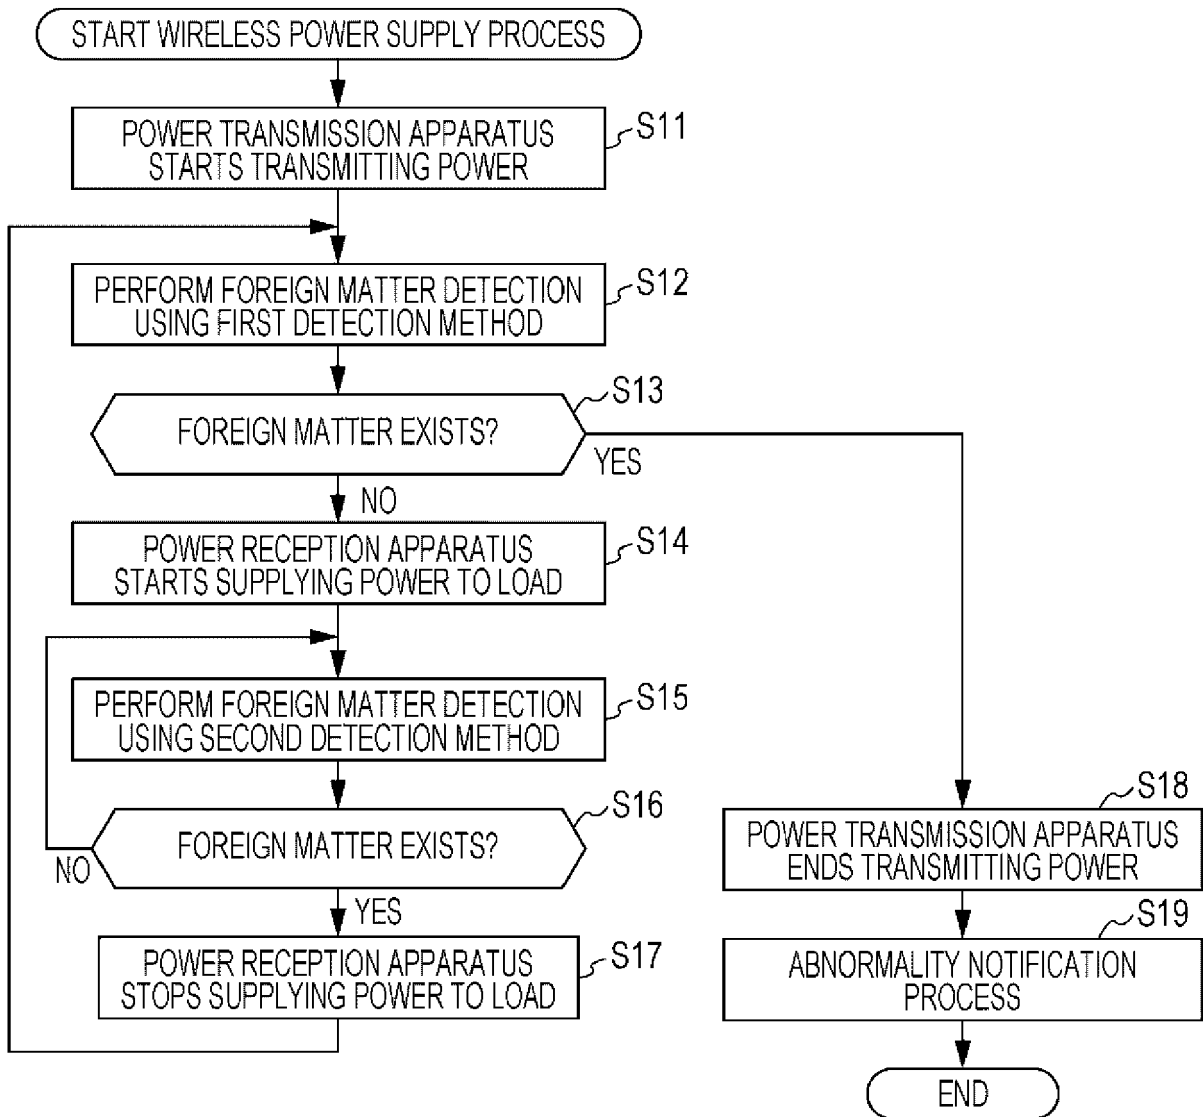 START WIRELESS POWER SUPPLY PROCESS
POWER TRANSMISSION APPARATUS
STARTS TRANSMITTING POWER
S11
PERFORM FOREIGN MATTER DETECTION
USING FIRST DETECTION METHOD
S12
FOREIGN MATTER EXISTS?
S13
YES
NO
POWER RECEPTION APPARATUS
STARTS SUPPLYING POWER TO LOAD
S14
PERFORM FOREIGN MATTER DETECTION
USING SECOND DETECTION METHOD
S15
FOREIGN MATTER EXISTS?
S16
NO
YES
POWER RECEPTION APPARATUS
STOPS SUPPLYING POWER TO LOAD
S17
S18
POWER TRANSMISSION APPARATUS
ENDS TRANSMITTING POWER
S19
ABNORMALITY NOTIFICATION
PROCESS
END